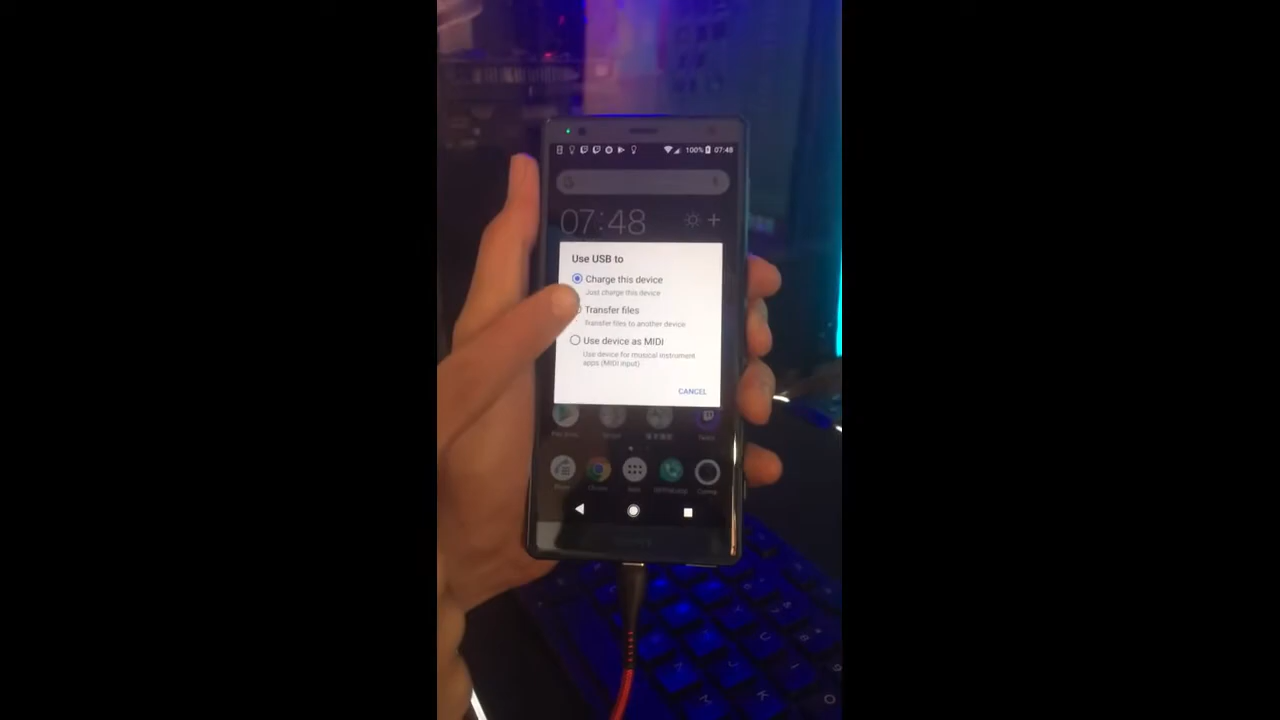 100% 07:48
07:48
Use USB to
Charge this device
Just charge this device
Transfer files
Transfer files to another device
Use device as MIDI
Use device for musical instrument
apps (MIDI input)
CANCEL